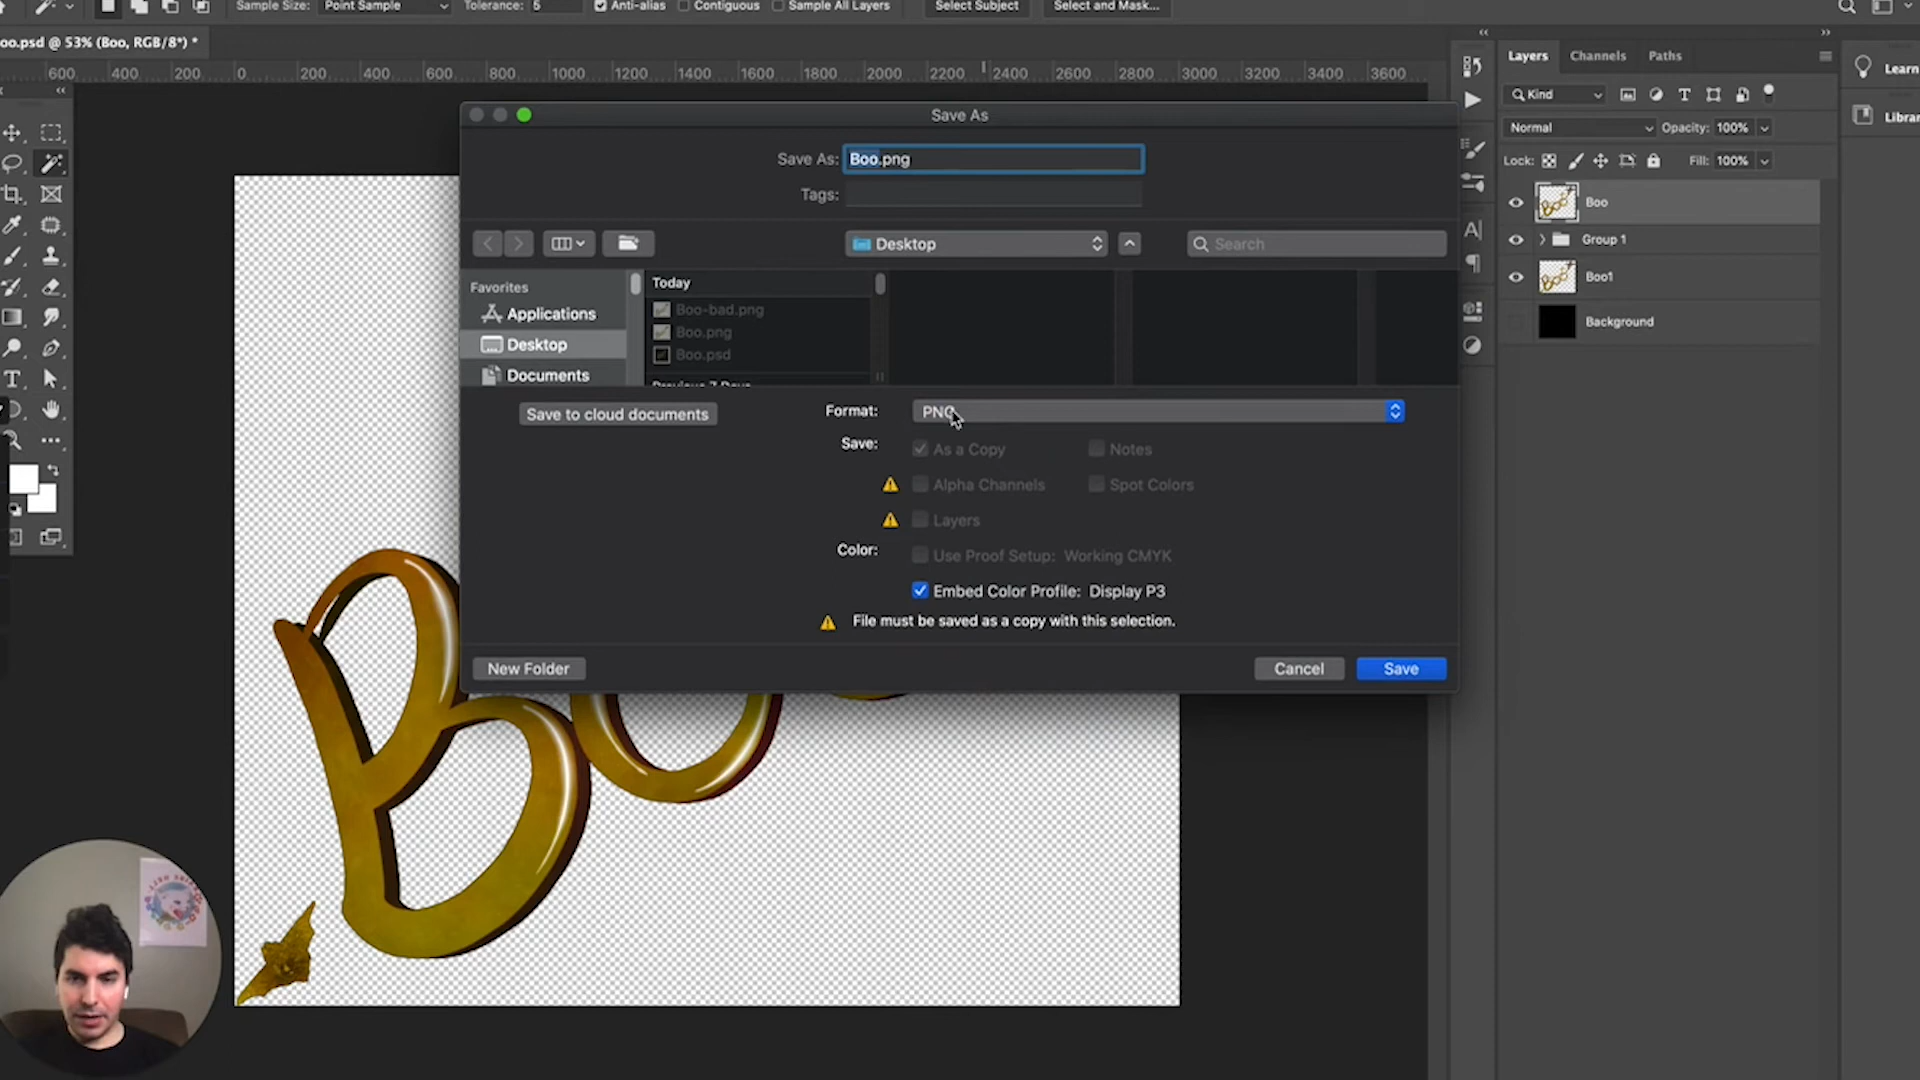 Sample Size: Point Sample Tolerance: 5 Anti-alias Contiguous Sample All Layers Select Subject Select and Mask...
oo.psd @ 53% (Boo, RGB/8*) *
600 400 200 0 200 400 600 800 1000 1200 1400 1600 1800 2000 2200 2400 2600 2800 3000 3200 3400 3600
Layers Channels Paths
Learn
Kind
Librar
Normal Opacity: 100%
Lock: Fill: 100%
Boo
Group 1
Boo1
Background
Save As
Save As: Boo.png
Tags:
Desktop
Search
Favorites
Applications
Desktop
Documents
Today
Boo-bad.png
Boo.png
Boo.psd
Previous 7 Days
Save to cloud documents
Format: PNG
Save: As a Copy Notes
Alpha Channels Spot Colors
Layers
Color: Use Proof Setup: Working CMYK
Embed Color Profile: Display P3
File must be saved as a copy with this selection.
New Folder Cancel Save